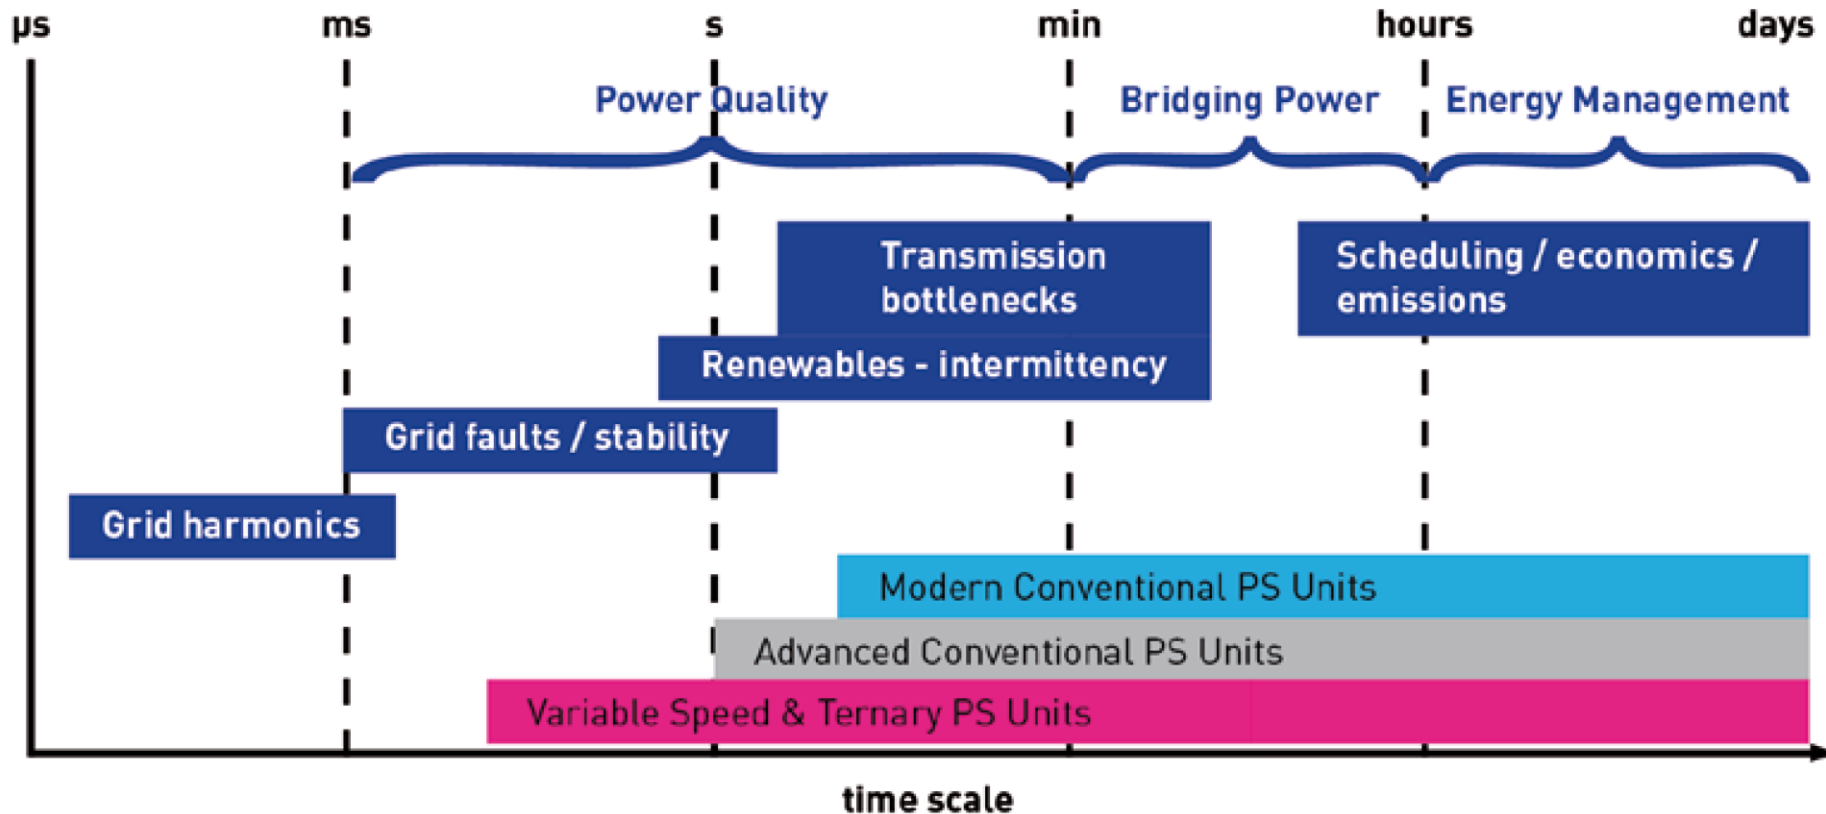 µs ms s min hours days
Power Quality Bridging Power Energy Management
Transmission
bottlenecks
Scheduling / economics /
emissions
Renewables - intermittency
Grid faults / stability
Grid harmonics
Modern Conventional PS Units
Advanced Conventional PS Units
Variable Speed & Ternary PS Units
time scale